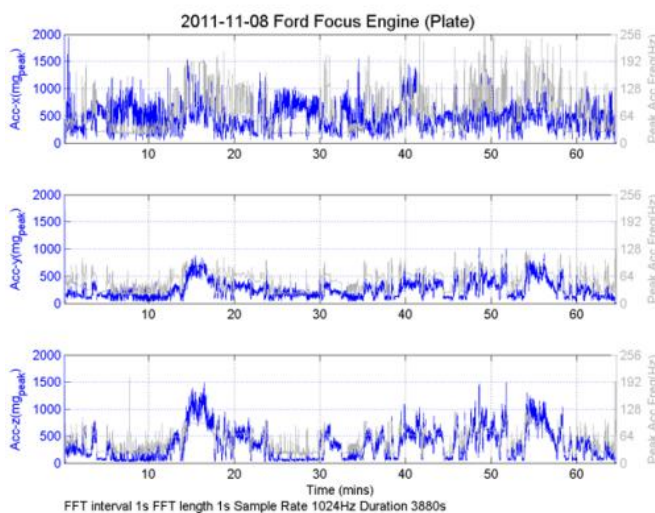 2011-11-08 Ford Focus Engine (Plate)
2000 1500 1000 500 0
Acc-x(mgpeak)
256 192 128 64 0
Peak Acc Freq(Hz)
10 20 30 40 50 60
2000 1500 1000 500 0
Acc-y(mgpeak)
256 192 128 64 0
Peak Acc Freq(Hz)
10 20 30 40 50 60
2000 1500 1000 500 0
Acc-z(mgpeak)
256 192 128 64 0
Peak Acc Freq(Hz)
10 20 30 40 50 60
Time (mins)
FFT interval 1s FFT length 1s Sample Rate 1024Hz Duration 3880s